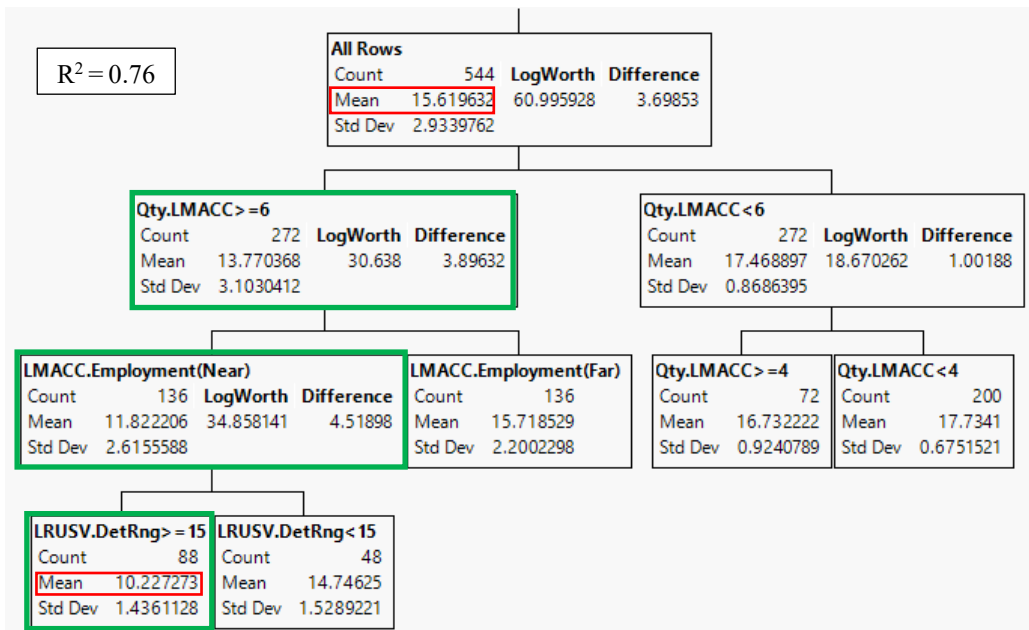 R² = 0.76
All Rows
Count 544 LogWorth Difference
Mean 15.619632 60.995928 3.69853
Std Dev 2.9339762
Qty.LMACC>=6
Count 272 LogWorth Difference
Mean 13.770368 30.638 3.89632
Std Dev 3.1030412
Qty.LMACC<6
Count 272 LogWorth Difference
Mean 17.468897 18.670262 1.00188
Std Dev 0.8686395
LMACC.Employment(Near)
Count 136 LogWorth Difference
Mean 11.822206 34.858141 4.51898
Std Dev 2.6155588
LMACC.Employment(Far)
Count 136
Mean 15.718529
Std Dev 2.2002298
Qty.LMACC>=4
Count 72
Mean 16.732222
Std Dev 0.9240789
Qty.LMACC<4
Count 200
Mean 17.7341
Std Dev 0.6751521
LRUSV.DetRng>=15
Count 88
Mean 10.227273
Std Dev 1.4361128
LRUSV.DetRng<15
Count 48
Mean 14.74625
Std Dev 1.5289221